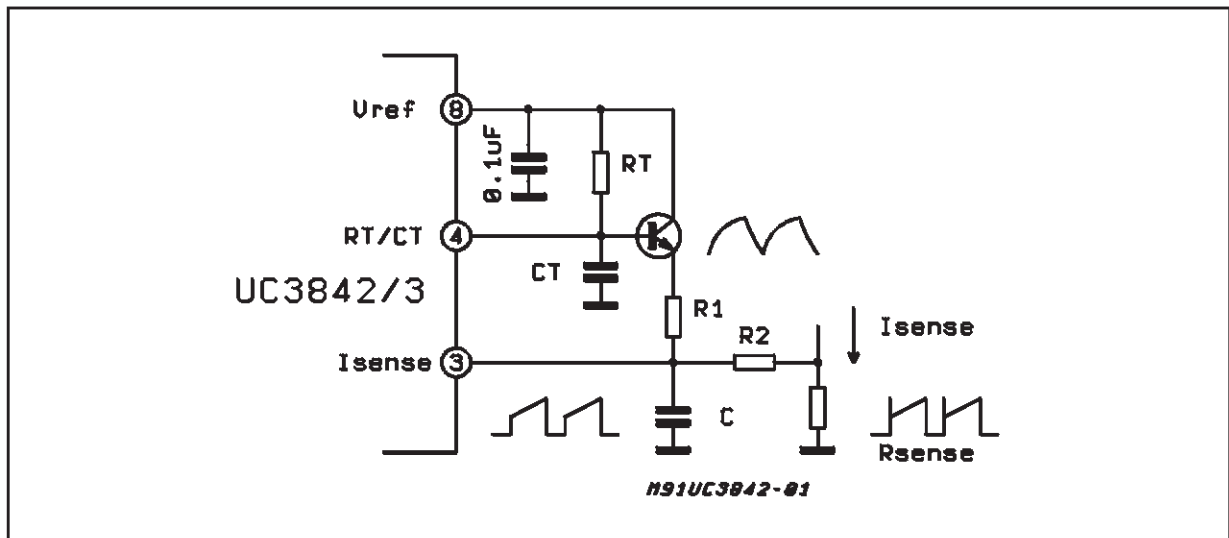 Vref
8
0.1uF
RT
RT/CT
4
CT
UC3842/3
R1
R2
Isense
Isense
3
C
Rsense
M91UC3842-01